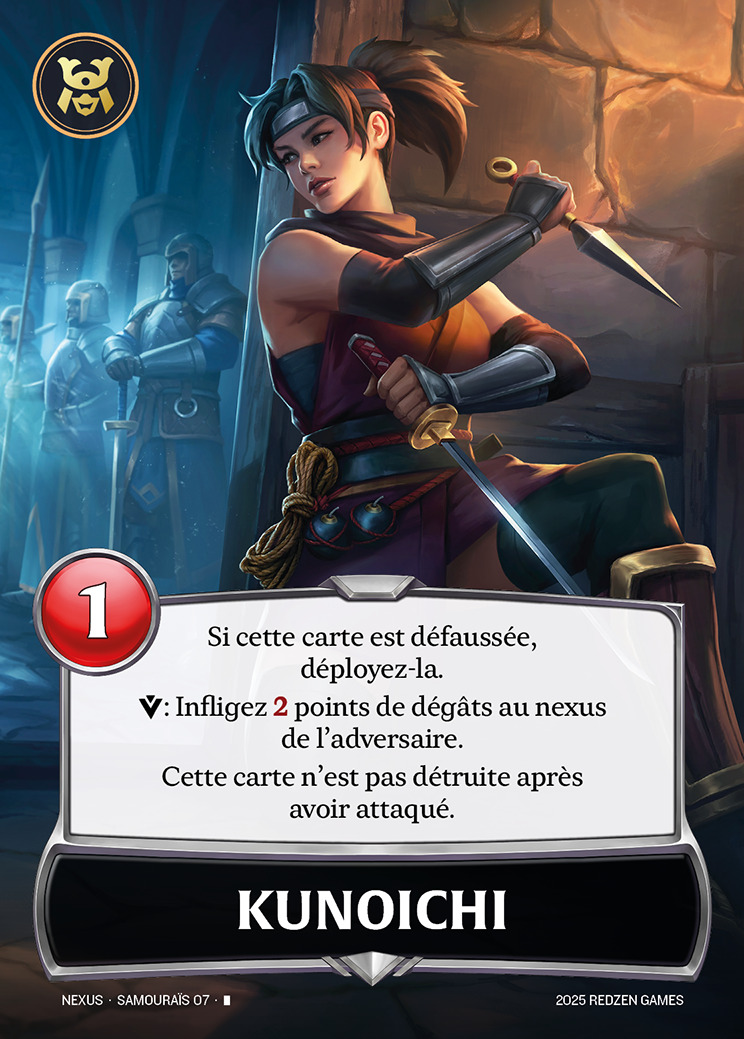 1
Si cette carte est défaussée,
déployez-la.
: Infligez 2 points de dégâts au nexus
de l’adversaire.
Cette carte n’est pas détruite après
avoir attaqué.
KUNOICHI
NEXUS · SAMOURAÏS 07 ·
2025 REDZEN GAMES